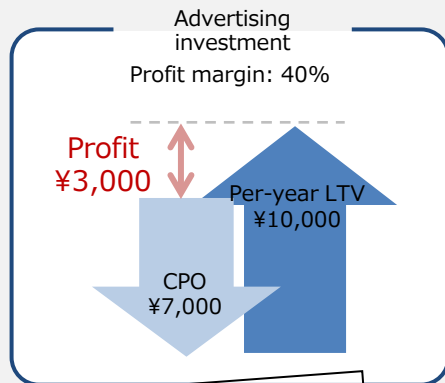 Advertising
investment
Profit margin: 40%
Profit
¥3,000
Per-year LTV
¥10,000
CPO
¥7,000